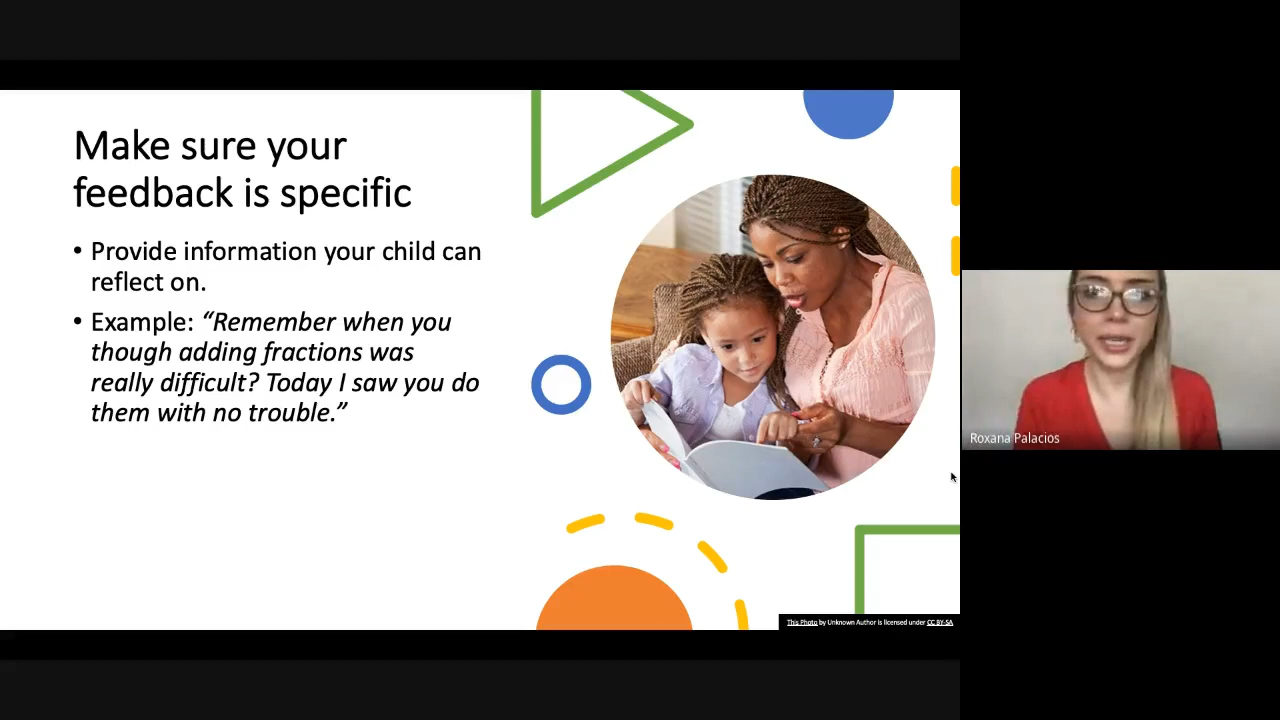 Make sure your
feedback is specific
• Provide information your child can
reflect on.
• Example: “Remember when you
though adding fractions was
really difficult? Today I saw you do
them with no trouble.”
Roxana Palacios
This Photo by Unknown Author is licensed under CC BY-SA